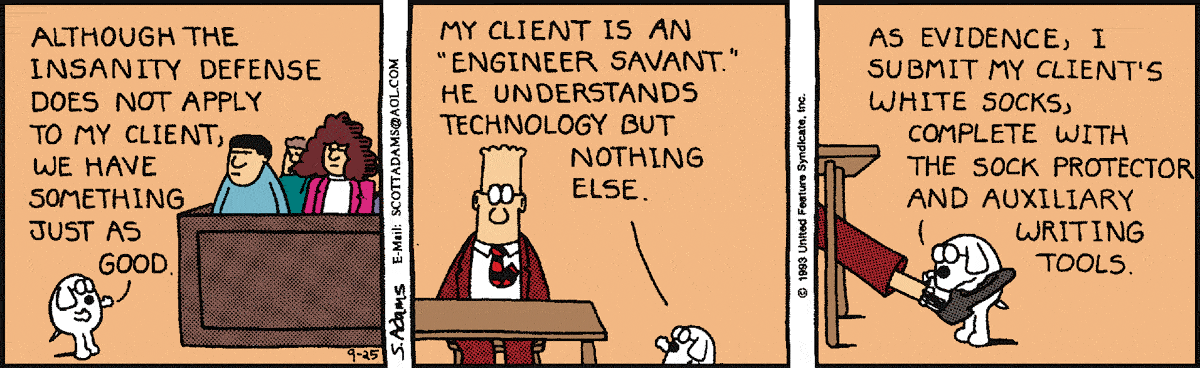 ALTHOUGH THE
INSANITY DEFENSE
DOES NOT APPLY
TO MY CLIENT,
WE HAVE
SOMETHING
JUST AS
GOOD.
9-25
S. Adams
E-Mail: SCOTTADAMS@AOL.COM
MY CLIENT IS AN
"ENGINEER SAVANT."
HE UNDERSTANDS
TECHNOLOGY BUT
NOTHING
ELSE.
© 1993 United Feature Syndicate, Inc.
AS EVIDENCE, I
SUBMIT MY CLIENT'S
WHITE SOCKS,
COMPLETE WITH
THE SOCK PROTECTOR
AND AUXILIARY
WRITING
TOOLS.